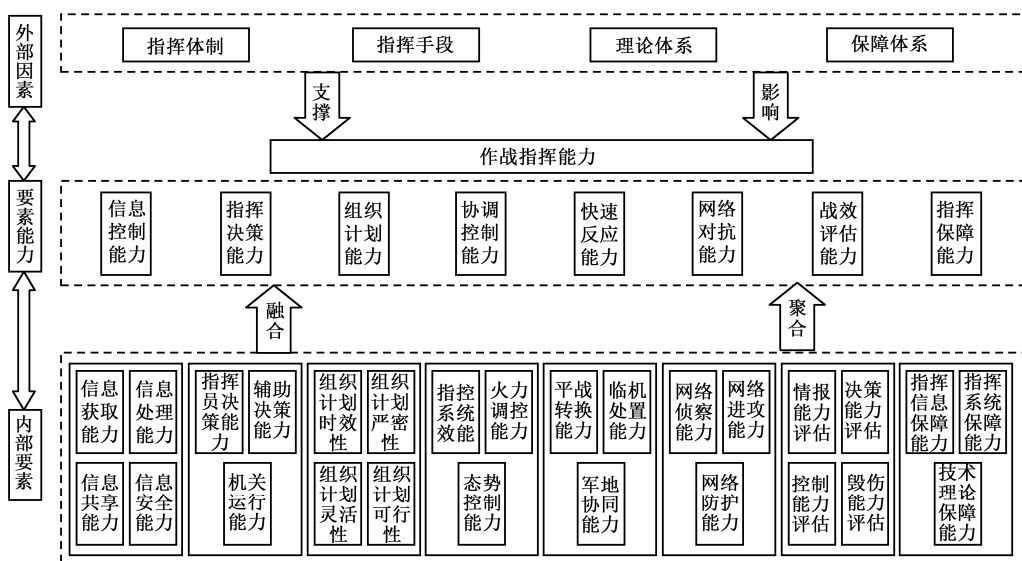 外部因素
指挥体制
指挥手段
理论体系
保障体系
支撑
影响
作战指挥能力
要素能力
信息
控制
能力
指挥
决策
能力
组织
计划
能力
协调
控制
能力
快速
反应
能力
网络
对抗
能力
战效
评估
能力
指挥
保障
能力
融合
聚合
内部要素
信息
获取
能力
信息
处理
能力
信息
共享
能力
信息
安全
能力
指挥
员决
策能
力
辅助
决策
能力
机关
运行
能力
组织
计划
时效
性
组织
计划
严密
性
组织
计划
灵活
性
组织
计划
可行
性
指控
系统
效能
火力
调控
能力
态势
控制
能力
平战
转换
能力
临机
处置
能力
军地
协同
能力
网络
侦察
能力
网络
进攻
能力
网络
防护
能力
情报
能力
评估
决策
能力
评估
控制
能力
评估
毁伤
能力
评估
指挥
信息
保障
能力
指挥
系统
保障
能力
技术
理论
保障
能力